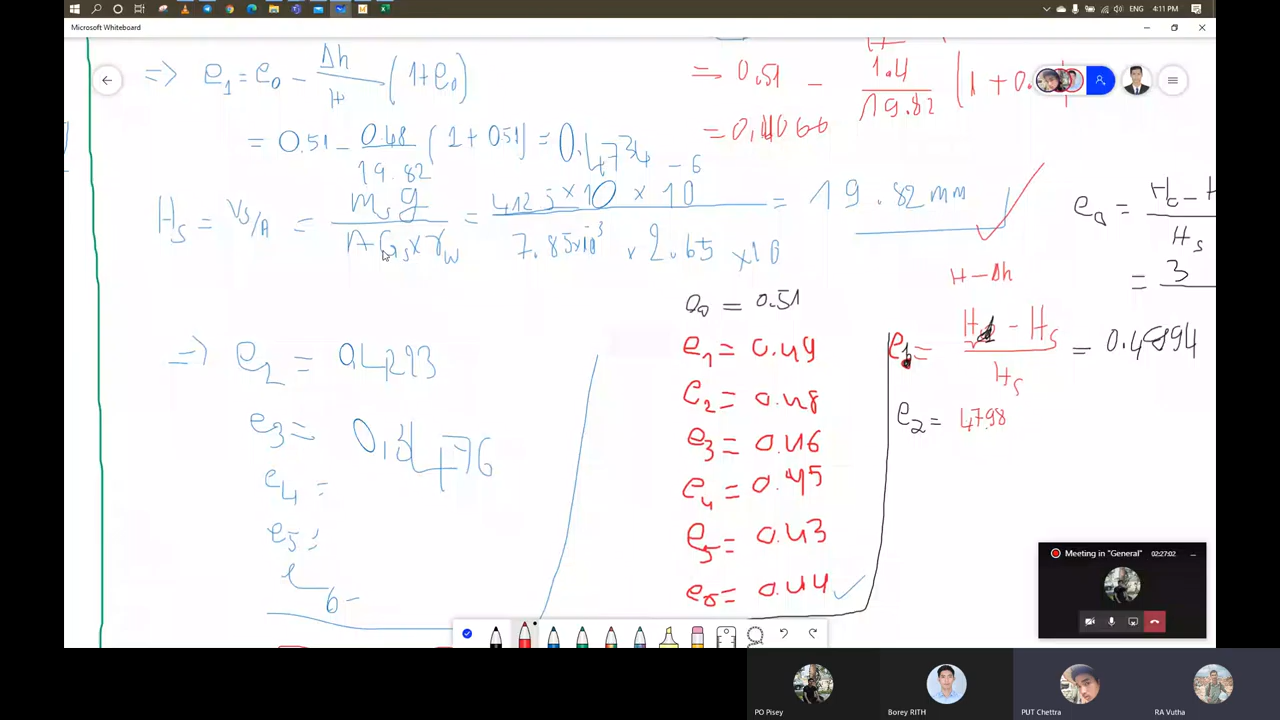 ENG 4:11 PM
Microsoft Whiteboard
=> e₁ = e₀ - Δh/H (1+e₀)
= 0.51 - 0.48/19.82 (1 + 0.51) = 0.4734
Hs = Vs/A = ms g / A Gs × γw = 412.5×10⁻⁶ × 10 / 7.85×10⁻³ × 2.65 × 10 = 19.82 mm
=> e₂ = 0.4293
e₃ = 0.3476
e₄ =
e₅ =
e₆ =
= 0.51 - 1.4/19.82 (1 + 0.
= 0.4066
e₀ = 0.51
e₁ = 0.49
e₂ = 0.48
e₃ = 0.46
e₄ = 0.45
e₅ = 0.43
e₆ = 0.44
H - Δh
- Hs / Hs = 0.4894
e₂ = 47.98
e₀ =
Hs
= 3
Meeting in "General" 02:27:02
PO Pisey
Borey RITH
PUT Chettra
RA Vutha